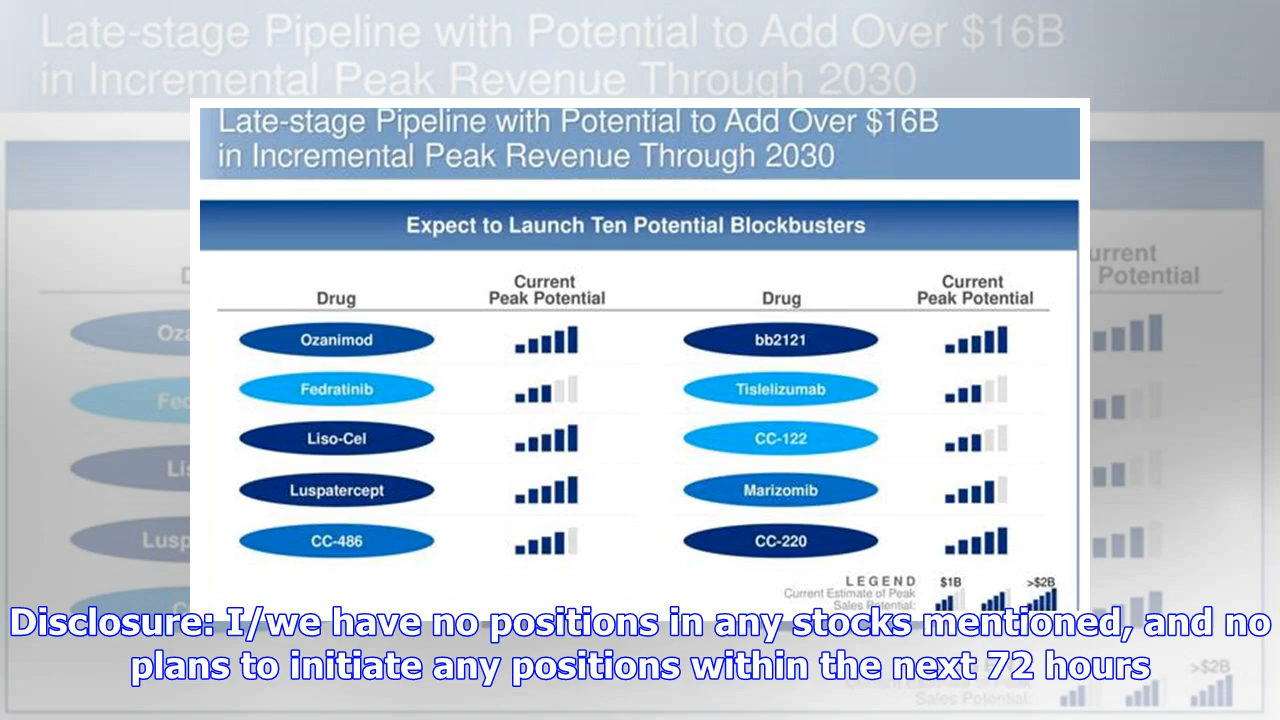 Late-stage Pipeline with Potential to Add Over $16B
in Incremental Peak Revenue Through 2030
Late-stage Pipeline with Potential to Add Over $16B
in Incremental Peak Revenue Through 2030
Expect to Launch Ten Potential Blockbusters
Drug
Current
Peak Potential
Drug
Current
Peak Potential
Ozanimod
bb2121
Fedratinib
Tislelizumab
Liso-Cel
CC-122
Luspatercept
Marizomib
CC-486
CC-220
LEGEND
Current Estimate of Peak
Sales Potential:
$1B
>$2B
Disclosure: I/we have no positions in any stocks mentioned, and no
plans to initiate any positions within the next 72 hours
>$2B
Sales Potential: